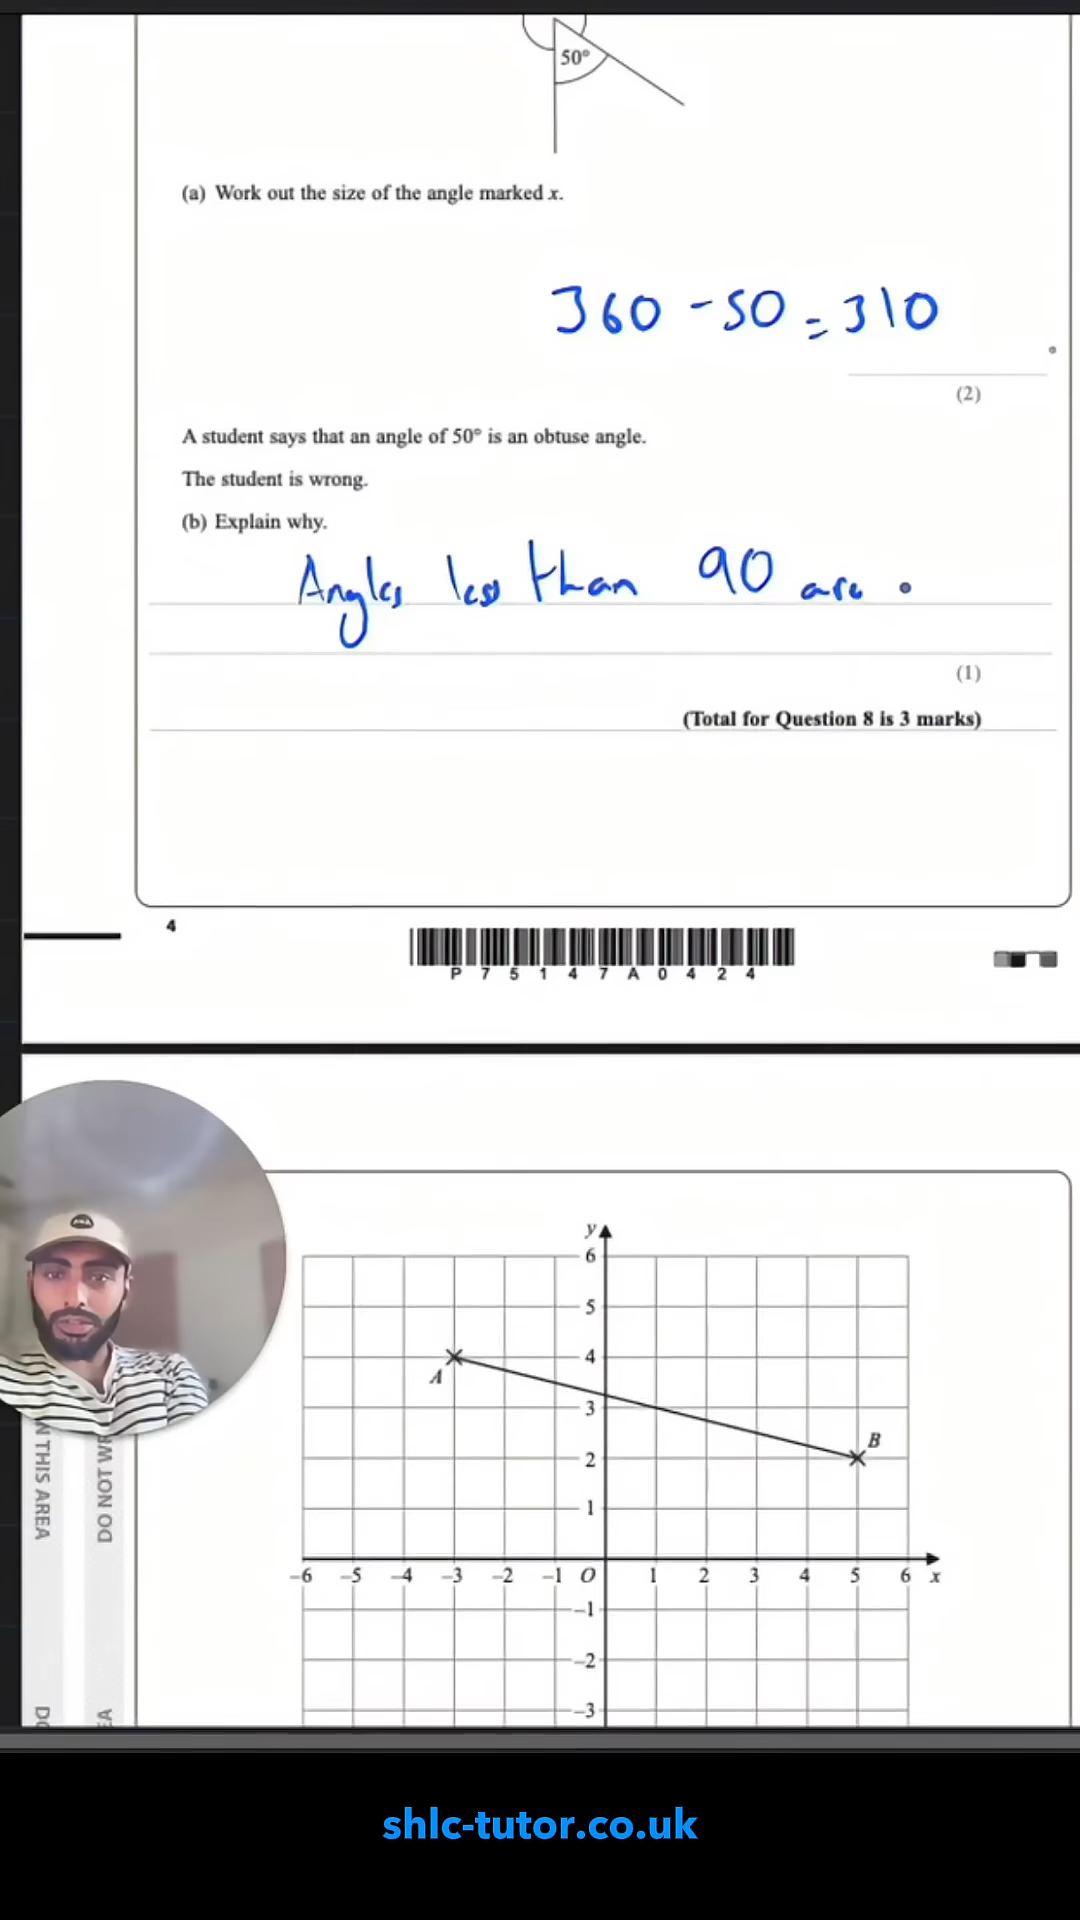 50°
(a) Work out the size of the angle marked x.
360 - 50 = 310
°
(2)
A student says that an angle of 50° is an obtuse angle.
The student is wrong.
(b) Explain why.
Angles less than 90 are
(1)
(Total for Question 8 is 3 marks)
4
P 7 5 1 4 7 A 0 4 2 4
y
6
5
4
A
3
B
2
1
-6 -5 -4 -3 -2 -1 O 1 2 3 4 5 6 x
-1
-2
-3
N THIS AREA
DO NOT W
DO
EA
shlc-tutor.co.uk